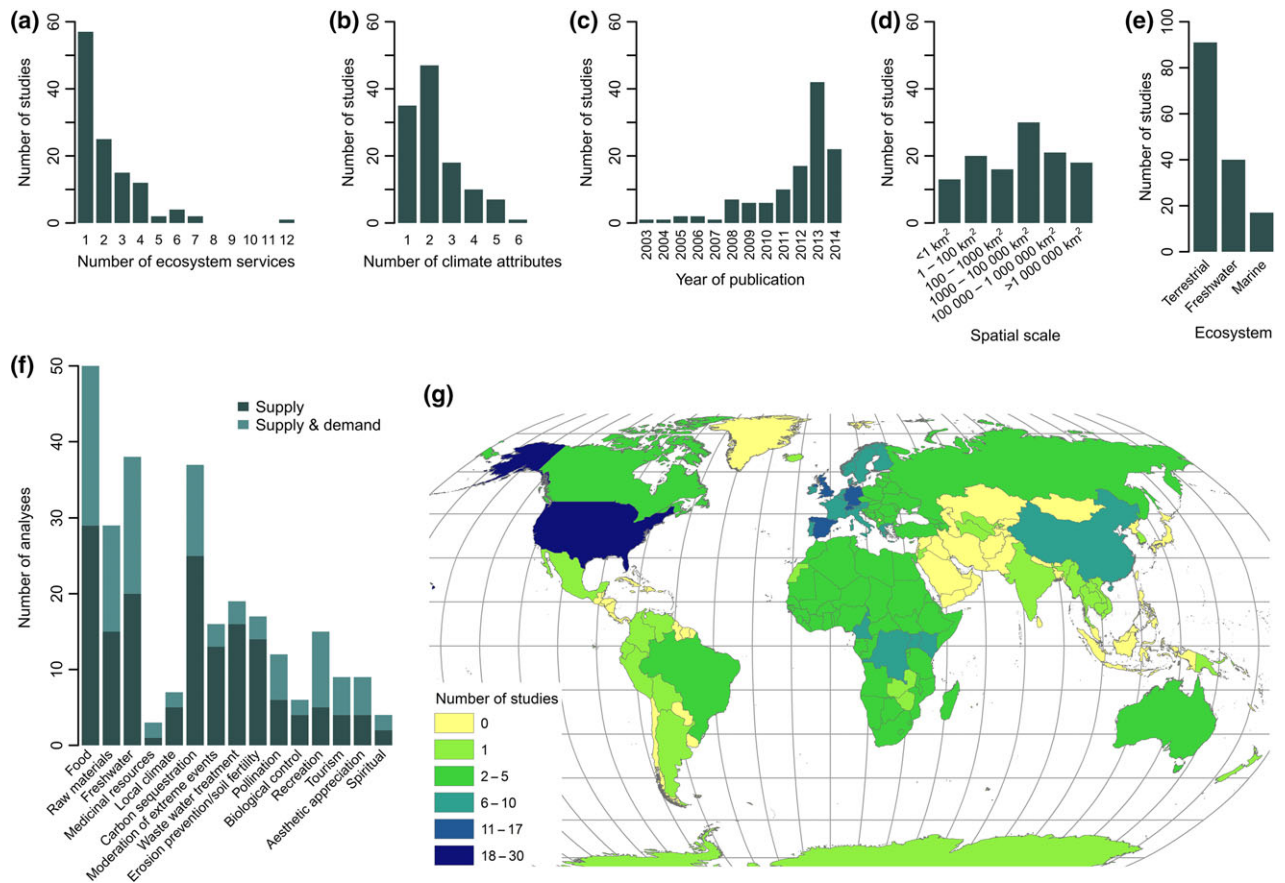 (a)
60
40
20
0
Number of studies
1 2 3 4 5 6 7 8 9 10 11 12
Number of ecosystem services
(b)
60
40
20
0
Number of studies
1 2 3 4 5 6
Number of climate attributes
(c)
60
40
20
0
Number of studies
2003
2004
2005
2006
2007
2008
2009
2010
2011
2012
2013
2014
Year of publication
(d)
60
40
20
0
Number of studies
<1 km²
1 – 100 km²
100 – 1000 km²
1000 – 100 000 km²
100 000 – 1 000 000 km²
>1 000 000 km²
Spatial scale
(e)
100
80
60
40
20
0
Number of studies
Terrestrial
Freshwater
Marine
Ecosystem
(f)
50
40
30
20
10
0
Number of analyses
Supply
Supply & demand
Food
Raw materials
Freshwater
Medicinal resources
Local climate
Carbon sequestration
Moderation of extreme events
Waste water treatment
Erosion prevention/soil fertility
Pollination
Biological control
Recreation
Tourism
Aesthetic appreciation
Spiritual
(g)
Number of studies
0
1
2 – 5
6 – 10
11 – 17
18 – 30